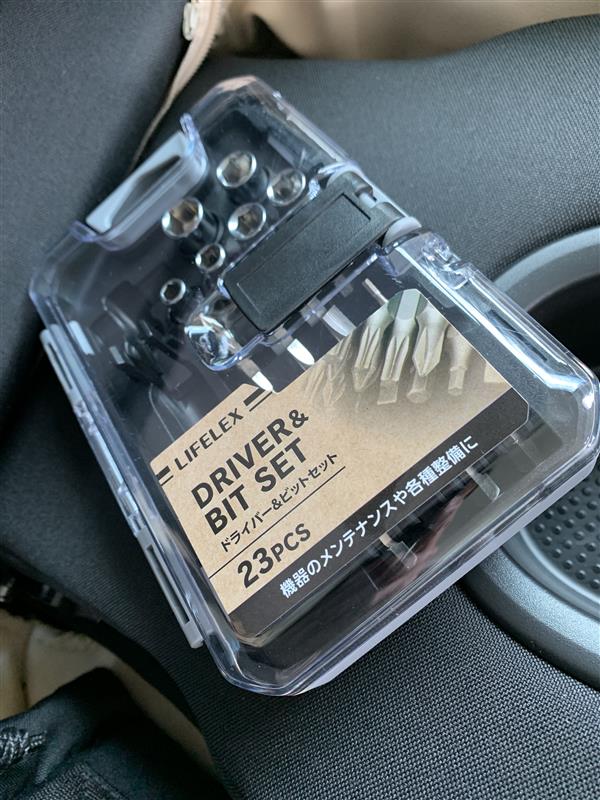 LIFELEX
DRIVER&
BIT SET
ドライバー&ビットセット
23PCS
機器のメンテナンスや各種整備に